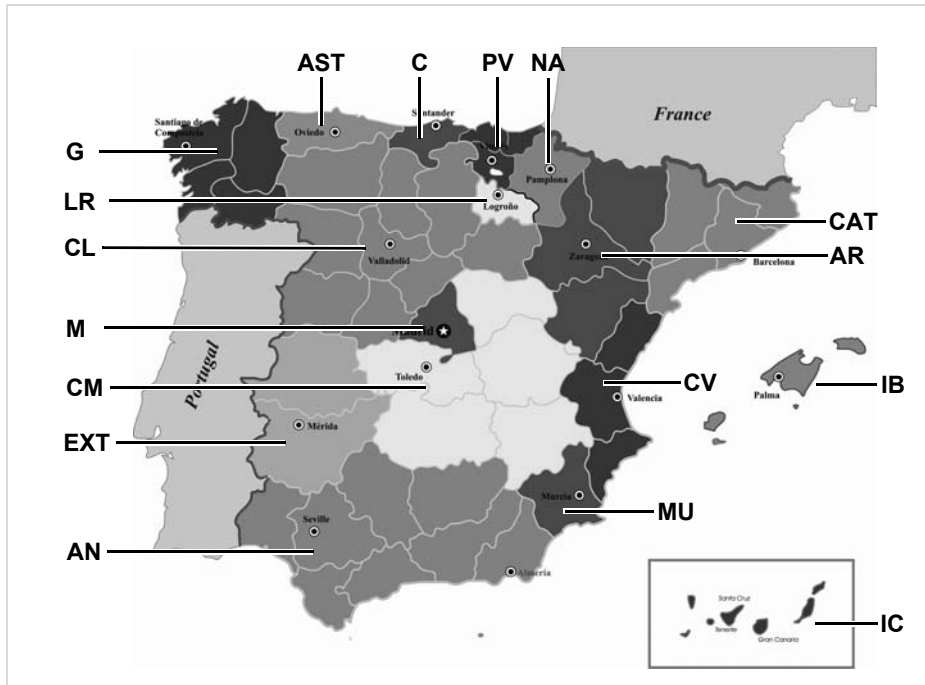 AST
C
PV
NA
Santander
France
Santiago de
Compostela
Oviedo
G
Pamplona
LR
Logroño
CAT
CL
Valladolid
AR
Barcelona
M
Madrid
Portugal
Toledo
CM
CV
Palma
IB
Valencia
Mérida
EXT
Murcia
MU
Seville
AN
Almería
Santa Cruz
Tenerife
Gran Canaria
IC